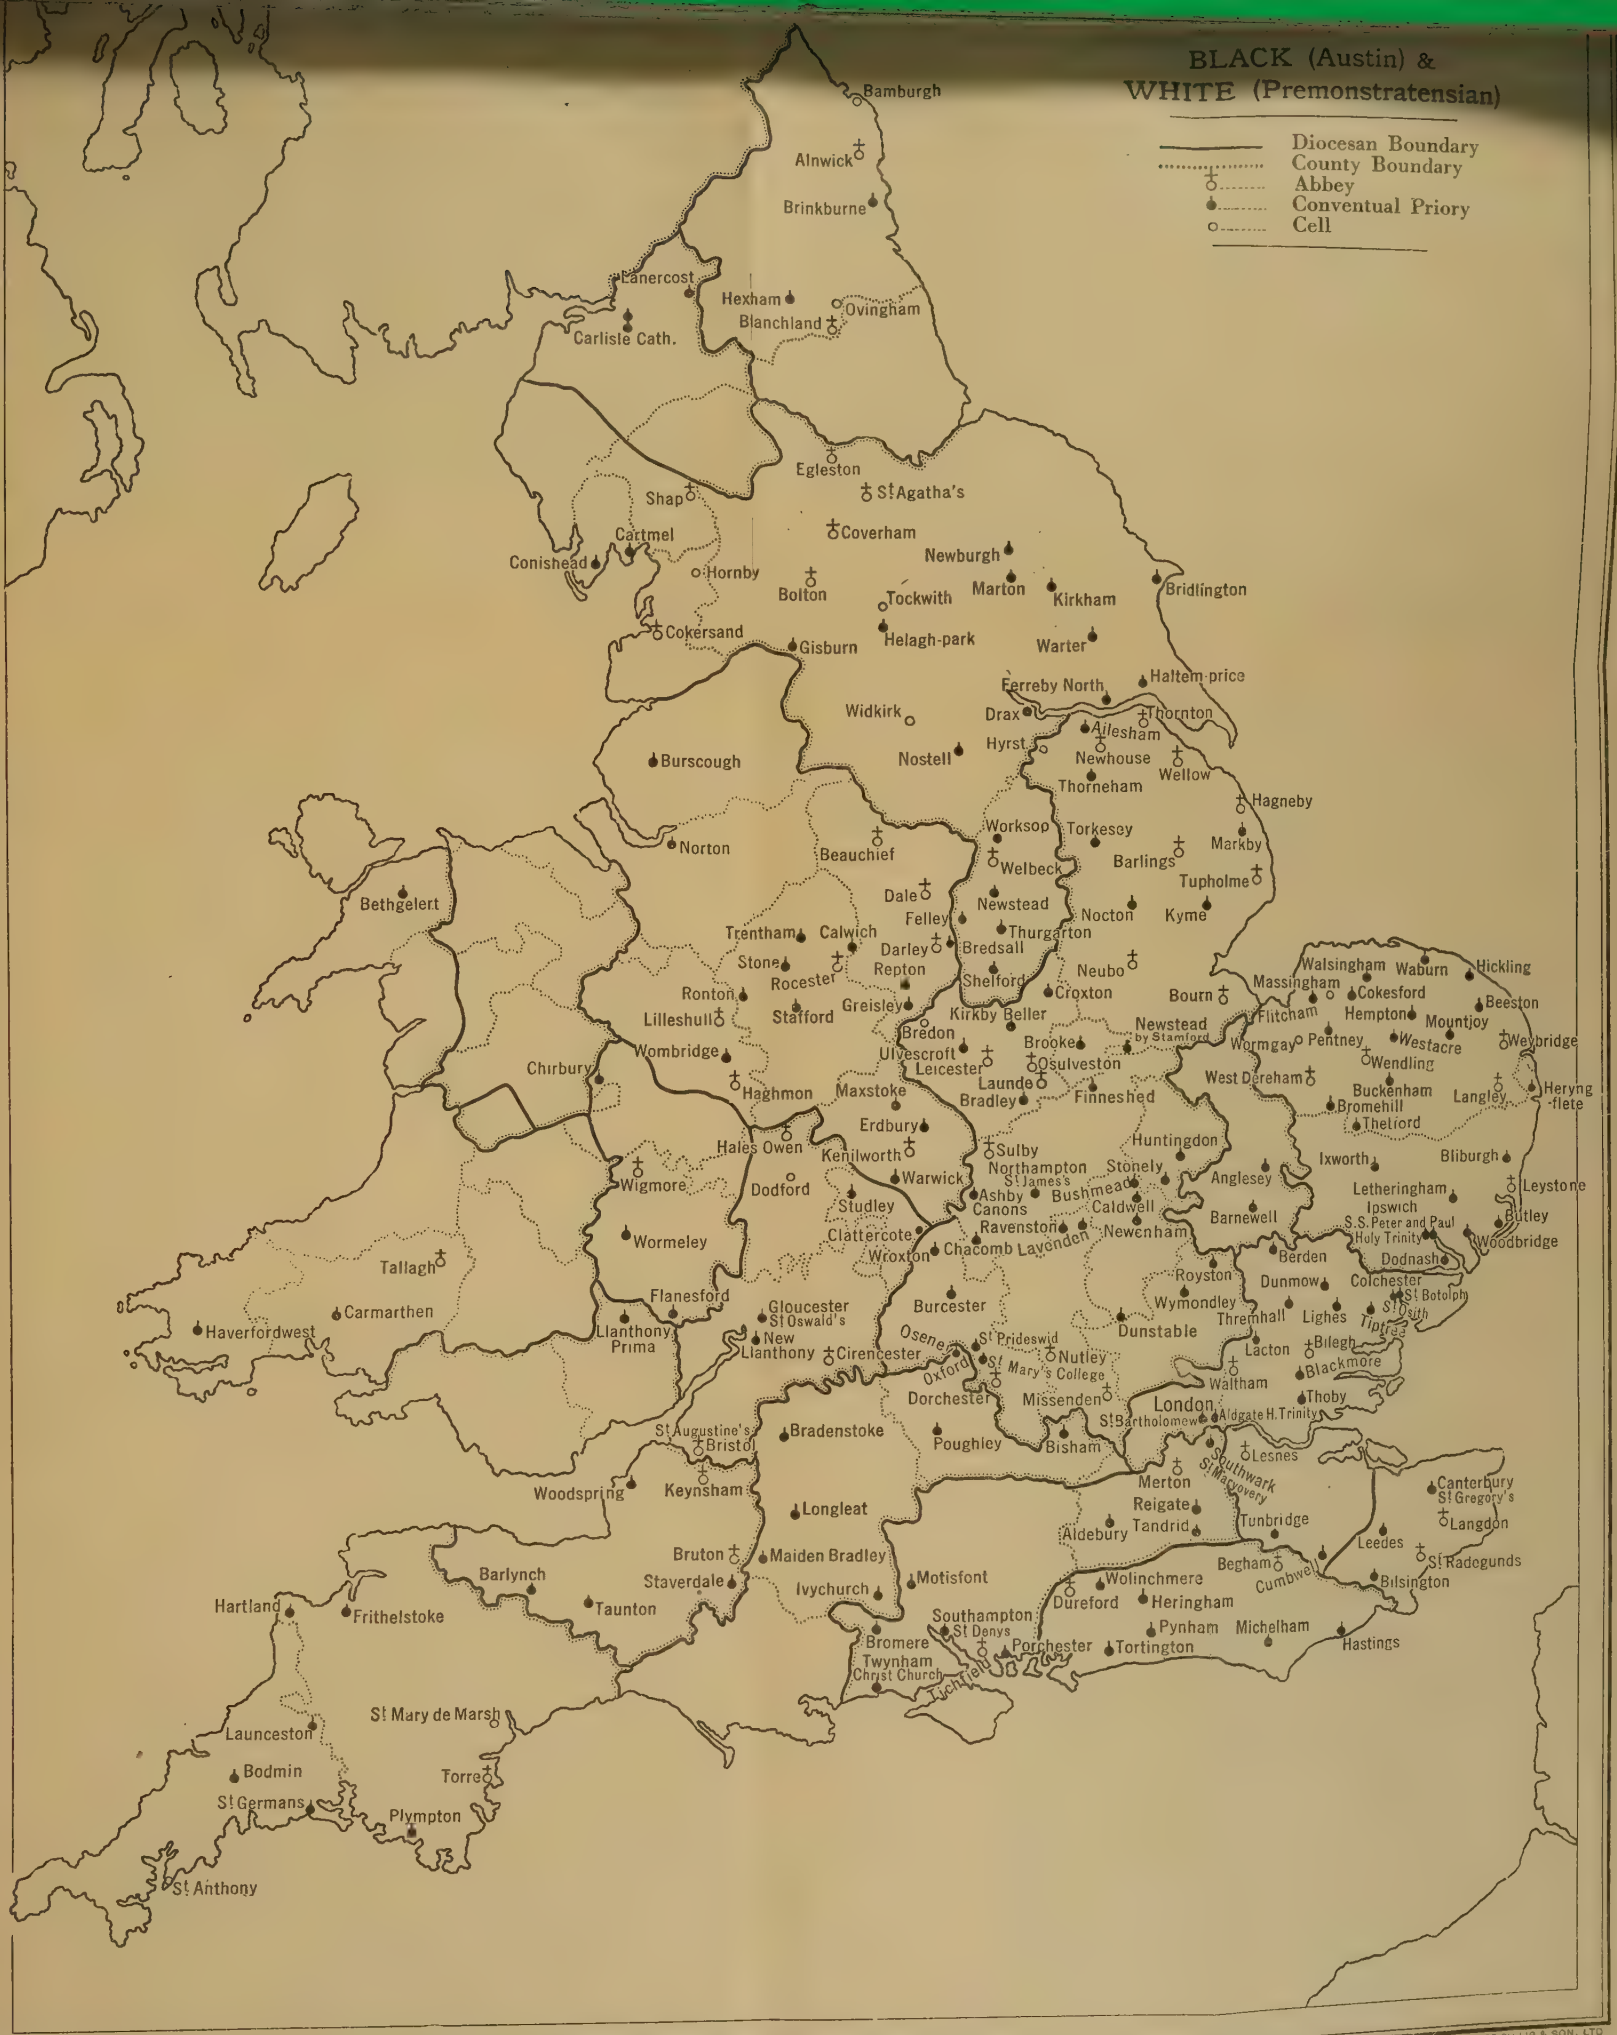 BLACK (Austin) &
WHITE (Premonstratensian)
Diocesan Boundary
County Boundary
Abbey
Conventual Priory
Cell
Bamburgh
Alnwick
Brinkburne
Lanercost
Hexham
Ovingham
Blanchland
Carlisle Cath.
Egleston
St Agatha's
Shap
Coverham
Cartmel
Newburgh
Conishead
Hornby
Bolton
Tockwith
Marton
Kirkham
Bridlington
Cokersand
Helagh-park
Gisburn
Warter
Haltem-price
Ferreby North
Widkirk
Drax
Thornton
Ailesham
Hyrst
Nostell
Newhouse
Burscough
Wellow
Thorneham
Hagneby
Worksop
Torkesey
Norton
Beauchief
Markby
Barlings
Welbeck
Tupholme
Dale
Bethgelert
Newstead
Felley
Nocton
Kyme
Trentham
Calwich
Thurgarton
Darley
Bredsall
Stone
Rocester
Repton
Neubo
Walsingham
Waburn
Hickling
Shelford
Massingham
Ronton
Croxton
Bourn
Cokesford
Greisley
Beeston
Lilleshull
Stafford
Kirkby Beller
Flitcham
Hempton
Mountjoy
Bredon
Newstead
by Stamford
Wormgay
Pentney
Westacre
Weybridge
Wombridge
Ulvescroft
Brooke
Leicester
Osulveston
Wendling
Chirbury
West Dereham
Launde
Buckenham
Haghmon
Maxstoke
Bradley
Finneshed
Langley
Heryng
-flete
Bromehill
Thetford
Erdbury
Hales Owen
Sulby
Huntingdon
Kenilworth
Northampton
St James's
Stonely
Ixworth
Bliburgh
Wigmore
Warwick
Anglesey
Dodford
Bushmead
Letheringham
Leystone
Studley
Ashby
Canons
Caldwell
Ipswich
Barnewell
S.S. Peter and Paul
Butley
Clattercote
Ravenston
Lavenden
Newenham
Holy Trinity
Woodbridge
Wormeley
Wroxton
Chacomb
Berden
Dodnash
Tallagh
Royston
Dunmow
Colchester
St Botolph
Flanesford
Burcester
Wymondley
St Osith
Gloucester
St Oswald's
Carmarthen
Thremhall
Lighes
Tiptree
Haverfordwest
Llanthony
Prima
New
Llanthony
Dunstable
Osene
St Prideswid
Bilegh
Lacton
Cirencester
Oxford
St Mary's College
Nutley
Blackmore
Waltham
Dorchester
Missenden
Thoby
London
St Bartholomew
Aldgate H. Trinity
St Augustine's
Bristol
Bradenstoke
Poughley
Bisham
Lesnes
Southwark
St Maryovery
Keynsham
Merton
Canterbury
St Gregory's
Woodspring
Longleat
Reigate
Langdon
Aldebury
Tandrid
Tunbridge
Leedes
Bruton
Maiden Bradley
Begham
St Radegunds
Cumbwell
Barlynch
Staverdale
Ivychurch
Motisfont
Wolinchmere
Bilsington
Dureford
Heringham
Hartland
Frithelstoke
Taunton
Southampton
St Denys
Pynham
Michelham
Bromere
Porchester
Tortington
Hastings
Twynham
Christ Church
Tichfield
St Mary de Marsh
Launceston
Bodmin
Torre
St Germans
Plympton
St Anthony
& SON, LTD